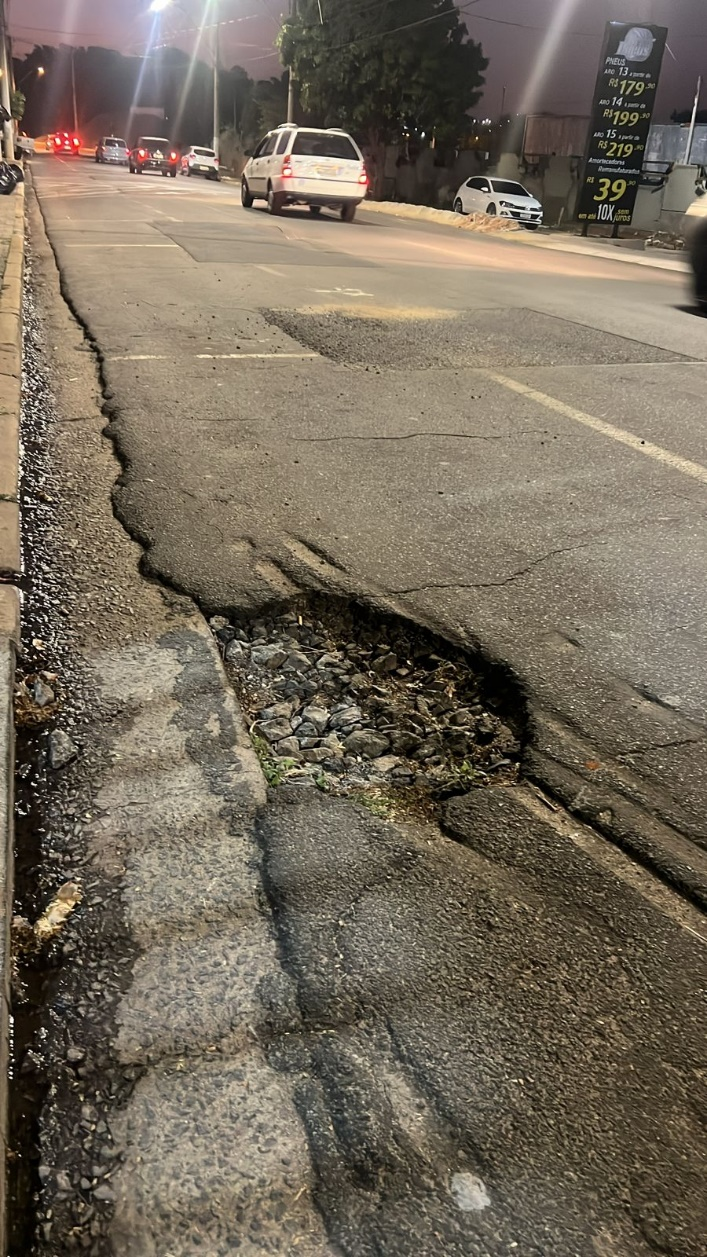 PNEUS
ARO 13 a partir de
R$179,90
ARO 14 a partir de
R$199,90
ARO 15 a partir de
R$219,90
Amortecedores
Remanufaturados
R$39,90
em até 10X sem juros